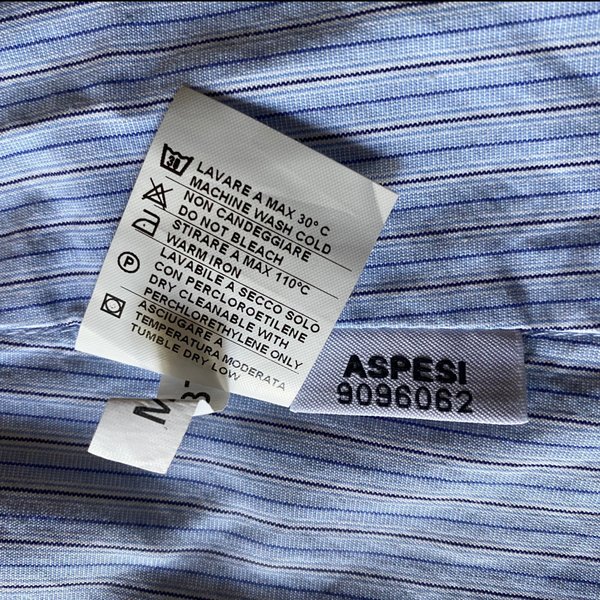 30
LAVARE A MAX 30° C
MACHINE WASH COLD
NON CANDEGGIARE
DO NOT BLEACH
STIRARE A MAX 110°C
WARM IRON
P
LAVABILE A SECCO SOLO
CON PERCLOROETILENE
DRY CLEANABLE WITH
PERCHLORETHYLENE ONLY
ASCIUGARE A
TEMPERATURA MODERATA
TUMBLE DRY LOW
M
ASPESI
9096062